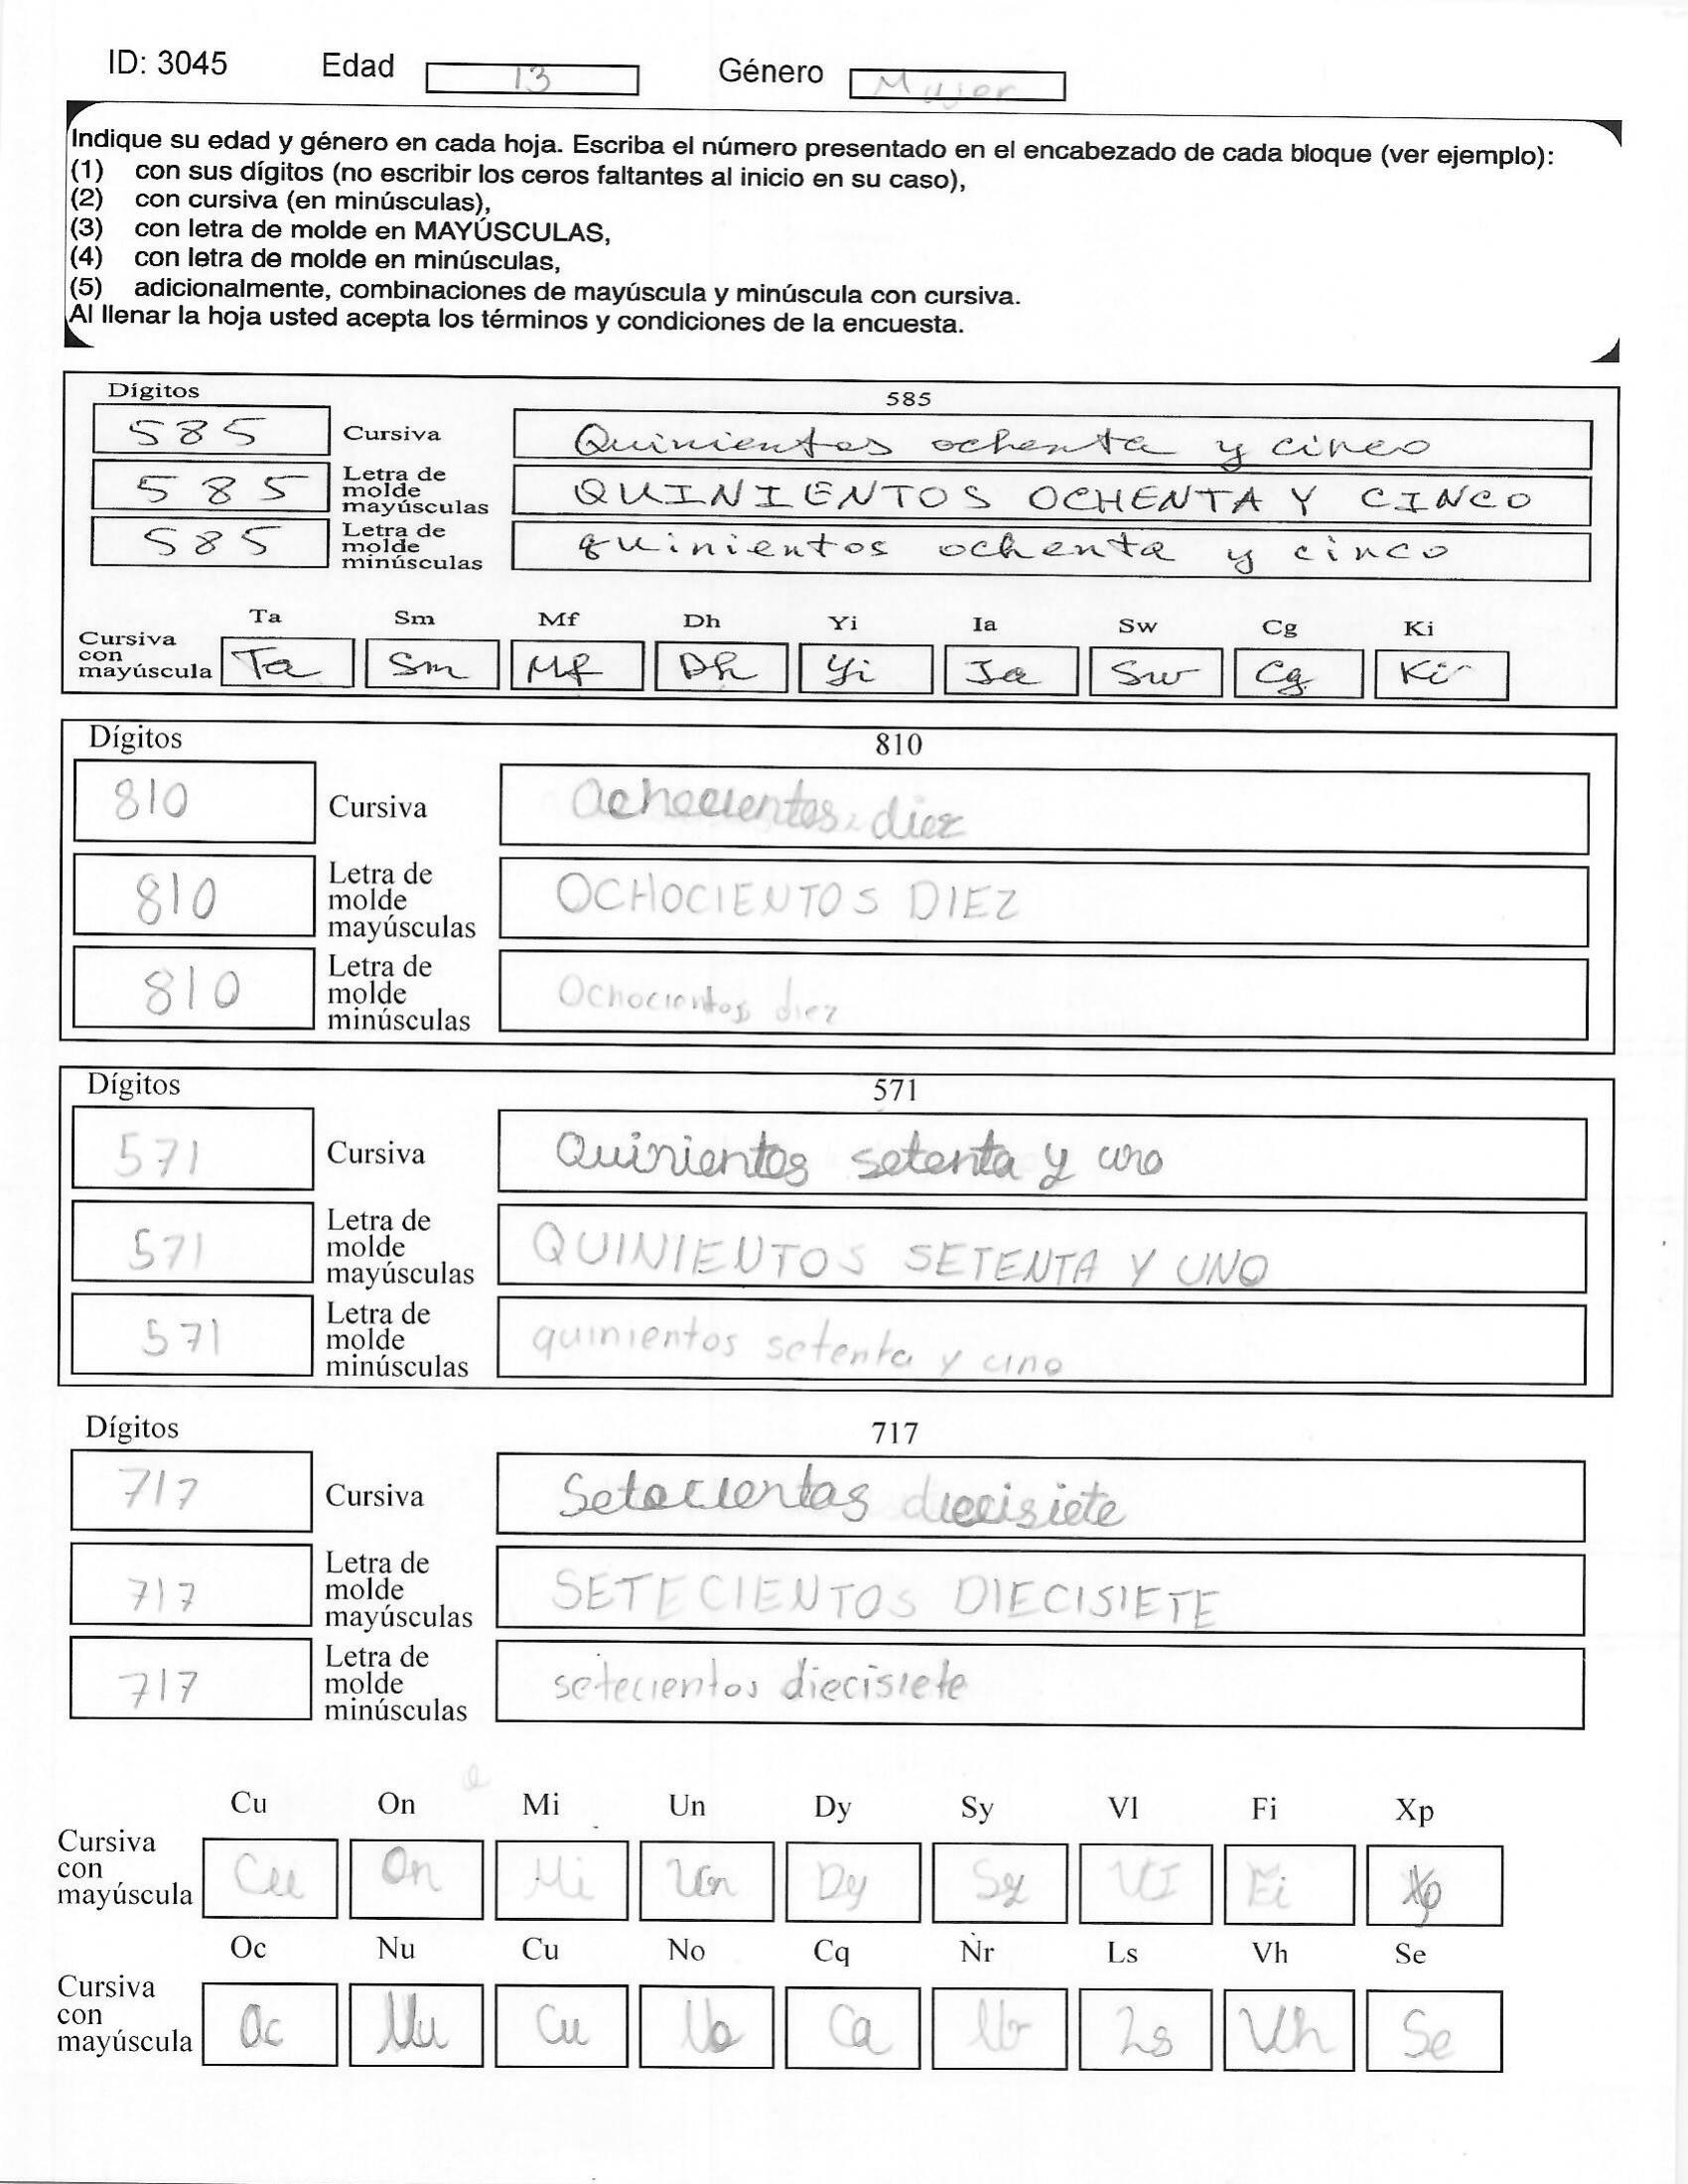 ID: 3045 Edad 13 Género Mujer
Indique su edad y género en cada hoja. Escriba el número presentado en el encabezado de cada bloque (ver ejemplo):
(1) con sus dígitos (no escribir los ceros faltantes al inicio en su caso),
(2) con cursiva (en minúsculas),
(3) con letra de molde en MAYÚSCULAS,
(4) con letra de molde en minúsculas,
(5) adicionalmente, combinaciones de mayúscula y minúscula con cursiva.
Al llenar la hoja usted acepta los términos y condiciones de la encuesta.
Dígitos 585
585 Cursiva Quinientos ochenta y cinco
585 Letra de molde mayúsculas QUINIENTOS OCHENTA Y CINCO
585 Letra de molde minúsculas quinientos ochenta y cinco
Ta Sm Mf Dh Yi Ia Sw Cg Ki
Cursiva con mayúscula Ta Sm Mf Dh Yi Ia Sw Cg Ki
Dígitos 810
810 Cursiva Ochocientos diez
810 Letra de molde mayúsculas OCHOCIENTOS DIEZ
810 Letra de molde minúsculas Ochocientos diez
Dígitos 571
571 Cursiva Quinientos setenta y uno
571 Letra de molde mayúsculas QUINIENTOS SETENTA Y UNO
571 Letra de molde minúsculas quinientos setenta y uno
Dígitos 717
717 Cursiva Setecientos diecisiete
717 Letra de molde mayúsculas SETECIENTOS DIECISIETE
717 Letra de molde minúsculas setecientos diecisiete
Cu On Mi Un Dy Sy Vl Fi Xp
Cursiva con mayúscula Cu On Mi Un Dy Sy VI Fi Xp
Oc Nu Cu No Cq Nr Ls Vh Se
Cursiva con mayúscula Oc Nu Cu No Ca Nr Ls Vh Se